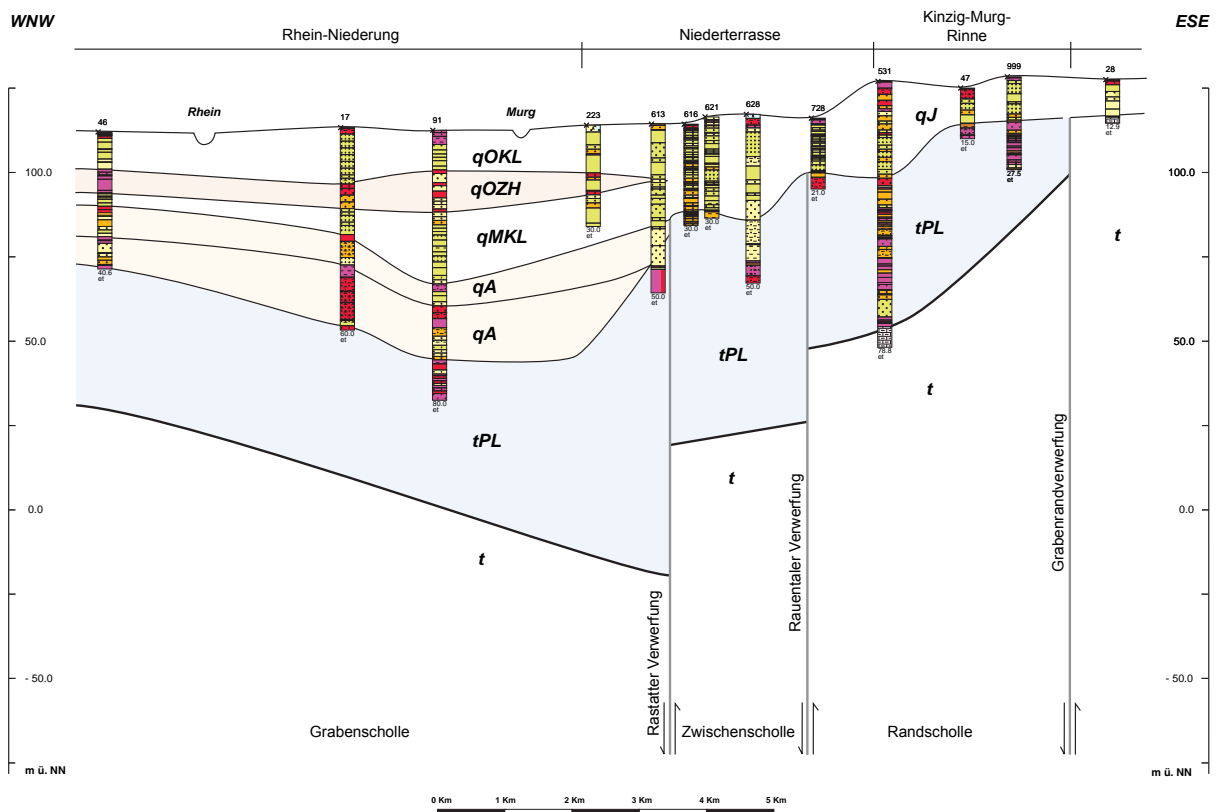 WNW
Rhein-Niederung
Niederterrasse
Kinzig-Murg-
Rinne
ESE
46
Rhein
17
91
Murg
223
613
616
621
628
728
531
47
999
28
100.0
50.0
0.0
- 50.0
m ü. NN
100.0
50.0
0.0
- 50.0
m ü. NN
qOKL
qOZH
qMKL
qA
qA
qJ
tPL
tPL
tPL
t
t
t
t
40.6
et
60.0
et
80.0
et
30.0
et
50.0
et
30.0
et
30.0
et
50.0
et
21.0
et
78.8
et
15.0
et
27.5
et
12.9
et
Rastatter Verwerfung
Rauentaler Verwerfung
Grabenrandverwerfung
Grabenscholle
Zwischenscholle
Randscholle
0 Km
1 Km
2 Km
3 Km
4 Km
5 Km